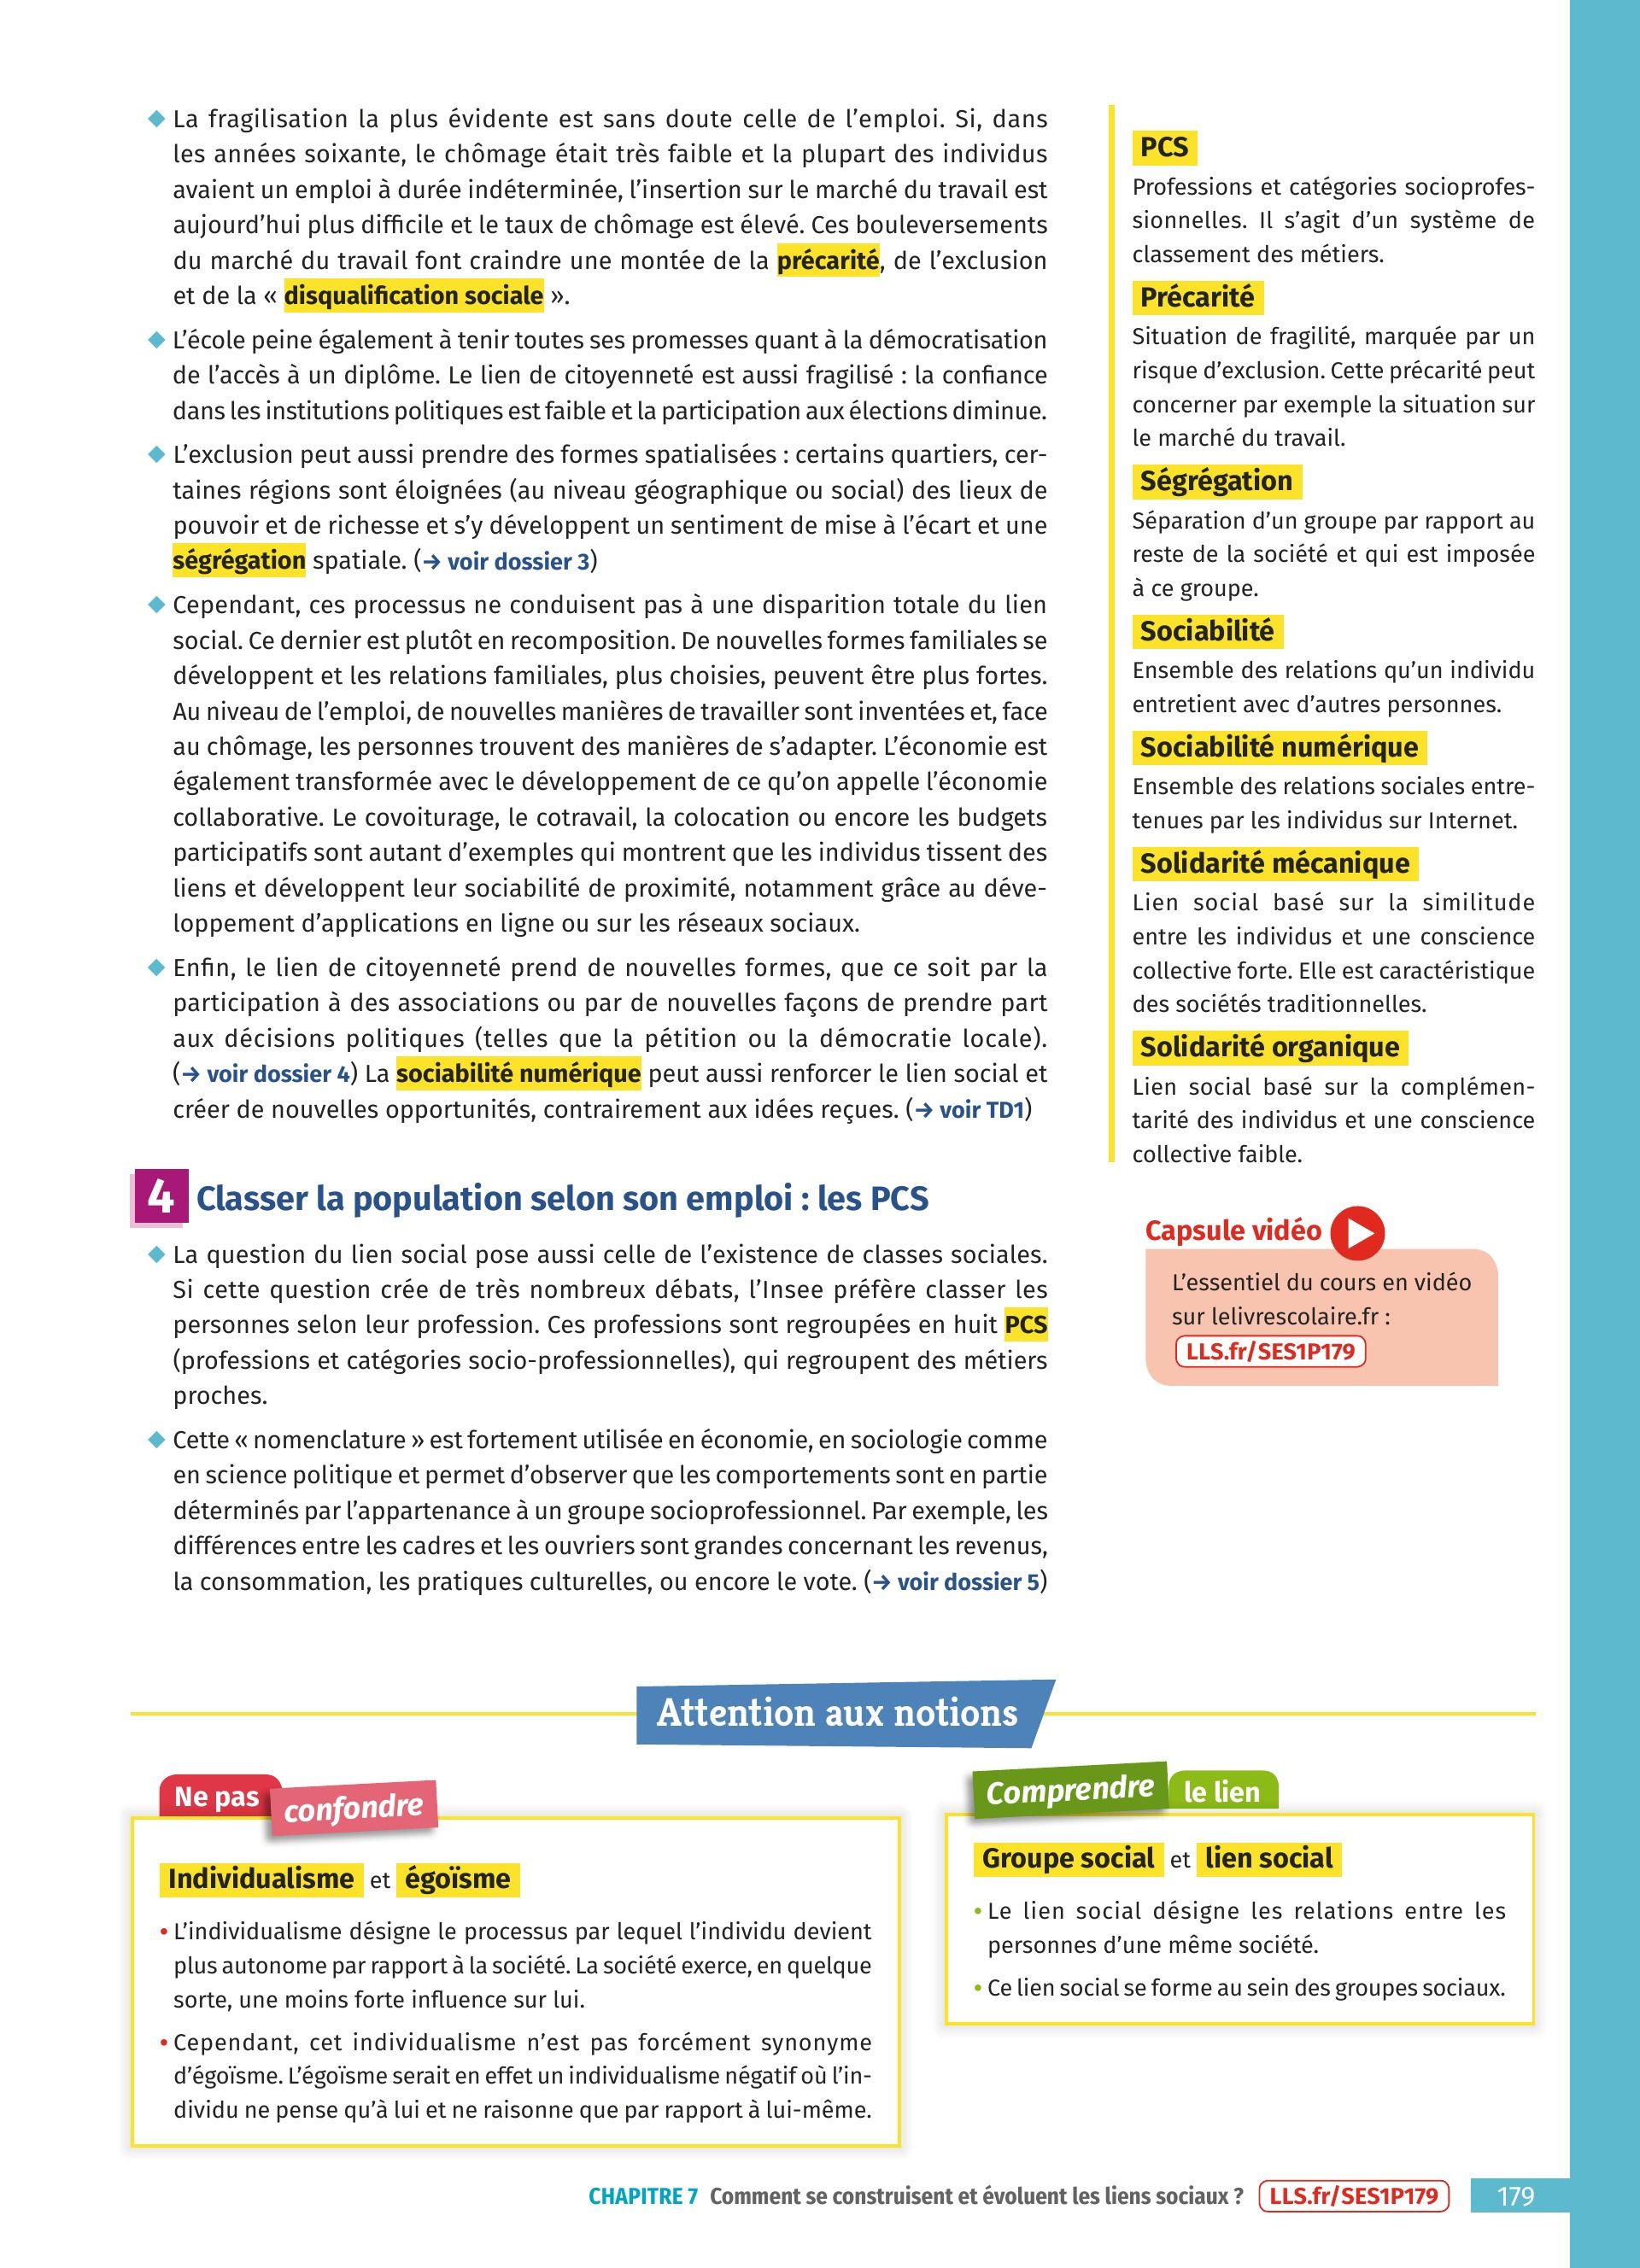 ◆ La fragilisation la plus évidente est sans doute celle de l’emploi. Si, dans
les années soixante, le chômage était très faible et la plupart des individus
avaient un emploi à durée indéterminée, l’insertion sur le marché du travail est
aujourd’hui plus difficile et le taux de chômage est élevé. Ces bouleversements
du marché du travail font craindre une montée de la précarité, de l’exclusion
et de la « disqualification sociale ».
◆ L’école peine également à tenir toutes ses promesses quant à la démocratisation
de l’accès à un diplôme. Le lien de citoyenneté est aussi fragilisé : la confiance
dans les institutions politiques est faible et la participation aux élections diminue.
◆ L’exclusion peut aussi prendre des formes spatialisées : certains quartiers, cer-
taines régions sont éloignées (au niveau géographique ou social) des lieux de
pouvoir et de richesse et s’y développent un sentiment de mise à l’écart et une
ségrégation spatiale. (→ voir dossier 3)
◆ Cependant, ces processus ne conduisent pas à une disparition totale du lien
social. Ce dernier est plutôt en recomposition. De nouvelles formes familiales se
développent et les relations familiales, plus choisies, peuvent être plus fortes.
Au niveau de l’emploi, de nouvelles manières de travailler sont inventées et, face
au chômage, les personnes trouvent des manières de s’adapter. L’économie est
également transformée avec le développement de ce qu’on appelle l’économie
collaborative. Le covoiturage, le cotravail, la colocation ou encore les budgets
participatifs sont autant d’exemples qui montrent que les individus tissent des
liens et développent leur sociabilité de proximité, notamment grâce au déve-
loppement d’applications en ligne ou sur les réseaux sociaux.
◆ Enfin, le lien de citoyenneté prend de nouvelles formes, que ce soit par la
participation à des associations ou par de nouvelles façons de prendre part
aux décisions politiques (telles que la pétition ou la démocratie locale).
(→ voir dossier 4) La sociabilité numérique peut aussi renforcer le lien social et
créer de nouvelles opportunités, contrairement aux idées reçues. (→ voir TD1)
4 Classer la population selon son emploi : les PCS
◆ La question du lien social pose aussi celle de l’existence de classes sociales.
Si cette question crée de très nombreux débats, l’Insee préfère classer les
personnes selon leur profession. Ces professions sont regroupées en huit PCS
(professions et catégories socio-professionnelles), qui regroupent des métiers
proches.
◆ Cette « nomenclature » est fortement utilisée en économie, en sociologie comme
en science politique et permet d’observer que les comportements sont en partie
déterminés par l’appartenance à un groupe socioprofessionnel. Par exemple, les
différences entre les cadres et les ouvriers sont grandes concernant les revenus,
la consommation, les pratiques culturelles, ou encore le vote. (→ voir dossier 5)
PCS
Professions et catégories socioprofes-
sionnelles. Il s’agit d’un système de
classement des métiers.
Précarité
Situation de fragilité, marquée par un
risque d’exclusion. Cette précarité peut
concerner par exemple la situation sur
le marché du travail.
Ségrégation
Séparation d’un groupe par rapport au
reste de la société et qui est imposée
à ce groupe.
Sociabilité
Ensemble des relations qu’un individu
entretient avec d’autres personnes.
Sociabilité numérique
Ensemble des relations sociales entre-
tenues par les individus sur Internet.
Solidarité mécanique
Lien social basé sur la similitude
entre les individus et une conscience
collective forte. Elle est caractéristique
des sociétés traditionnelles.
Solidarité organique
Lien social basé sur la complémen-
tarité des individus et une conscience
collective faible.
Capsule vidéo
L’essentiel du cours en vidéo
sur lelivrescolaire.fr :
LLS.fr/SES1P179
Attention aux notions
Ne pas confondre
Individualisme et égoïsme
• L’individualisme désigne le processus par lequel l’individu devient
plus autonome par rapport à la société. La société exerce, en quelque
sorte, une moins forte influence sur lui.
• Cependant, cet individualisme n’est pas forcément synonyme
d’égoïsme. L’égoïsme serait en effet un individualisme négatif où l’in-
dividu ne pense qu’à lui et ne raisonne que par rapport à lui-même.
Comprendre le lien
Groupe social et lien social
• Le lien social désigne les relations entre les
personnes d’une même société.
• Ce lien social se forme au sein des groupes sociaux.
CHAPITRE 7 Comment se construisent et évoluent les liens sociaux ? LLS.fr/SES1P179 179